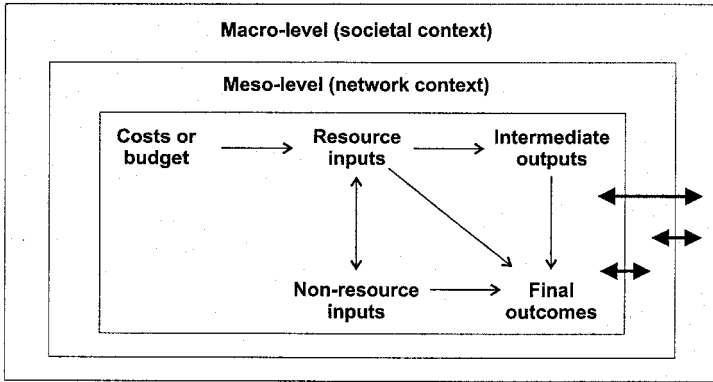 Macro-level (societal context)
Meso-level (network context)
Costs or
budget
Resource
inputs
Intermediate
outputs
Non-resource
inputs
Final
outcomes